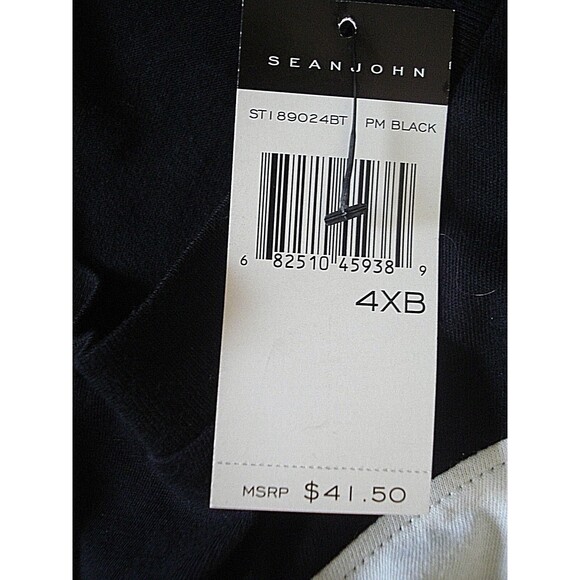 SEANJOHN
ST189024BT PM BLACK
6 82510 45938 9
4XB
MSRP $41.50